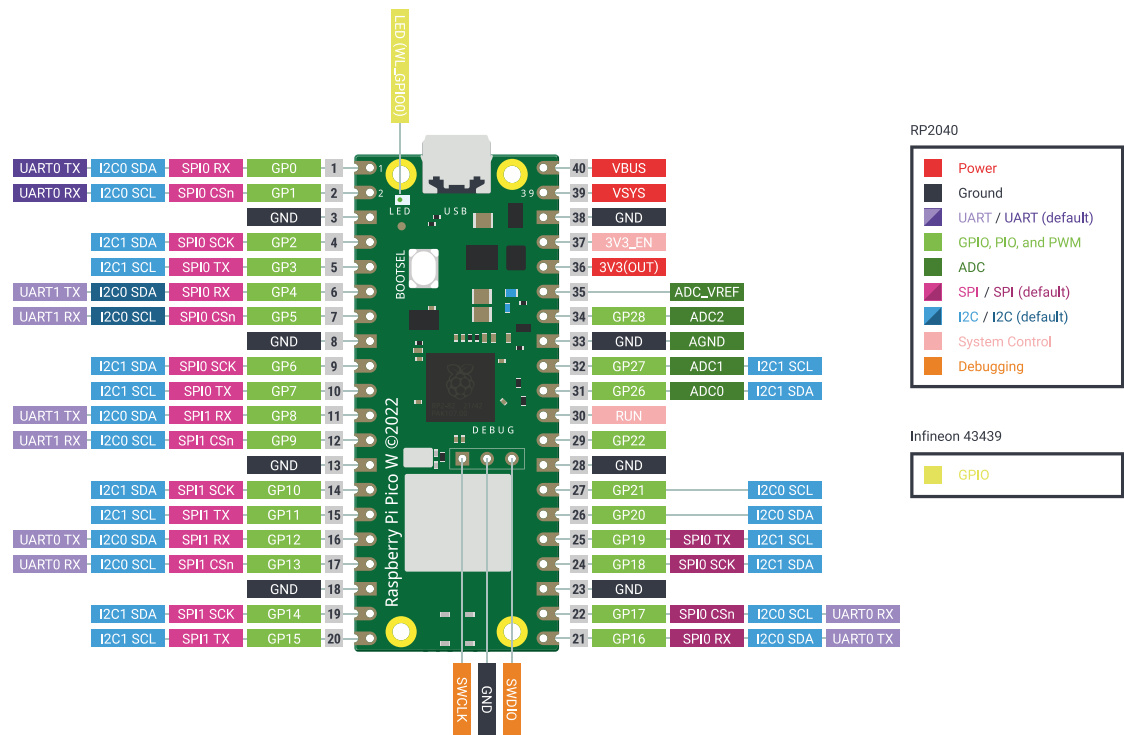 LED (WL_GPIO0)
UART0 TX I2C0 SDA SPI0 RX GP0 1
UART0 RX I2C0 SCL SPI0 CSn GP1 2
GND 3
I2C1 SDA SPI0 SCK GP2 4
I2C1 SCL SPI0 TX GP3 5
UART1 TX I2C0 SDA SPI0 RX GP4 6
UART1 RX I2C0 SCL SPI0 CSn GP5 7
GND 8
I2C1 SDA SPI0 SCK GP6 9
I2C1 SCL SPI0 TX GP7 10
UART1 TX I2C0 SDA SPI1 RX GP8 11
UART1 RX I2C0 SCL SPI1 CSn GP9 12
GND 13
I2C1 SDA SPI1 SCK GP10 14
I2C1 SCL SPI1 TX GP11 15
UART0 TX I2C0 SDA SPI1 RX GP12 16
UART0 RX I2C0 SCL SPI1 CSn GP13 17
GND 18
I2C1 SDA SPI1 SCK GP14 19
I2C1 SCL SPI1 TX GP15 20
1
2
39
LED
USB
BOOTSEL
DEBUG
Raspberry Pi Pico W ©2022
SWCLK
GND
SWDIO
40 VBUS
39 VSYS
38 GND
37 3V3_EN
36 3V3(OUT)
35 ADC_VREF
34 GP28 ADC2
33 GND AGND
32 GP27 ADC1 I2C1 SCL
31 GP26 ADC0 I2C1 SDA
30 RUN
29 GP22
28 GND
27 GP21 I2C0 SCL
26 GP20 I2C0 SDA
25 GP19 SPI0 TX I2C1 SCL
24 GP18 SPI0 SCK I2C1 SDA
23 GND
22 GP17 SPI0 CSn I2C0 SCL UART0 RX
21 GP16 SPI0 RX I2C0 SDA UART0 TX
RP2040
Power
Ground
UART / UART (default)
GPIO, PIO, and PWM
ADC
SPI / SPI (default)
I2C / I2C (default)
System Control
Debugging
Infineon 43439
GPIO